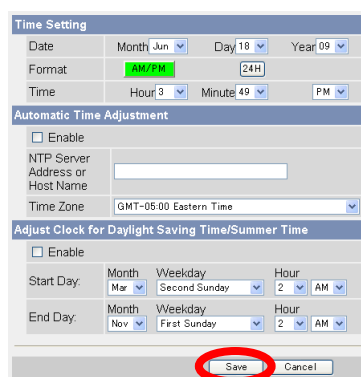 Time Setting
Date Month Jun Day 18 Year 09
Format AM/PM 24H
Time Hour 3 Minute 49 PM
Automatic Time Adjustment
Enable
NTP Server
Address or
Host Name
Time Zone GMT-05:00 Eastern Time
Adjust Clock for Daylight Saving Time/Summer Time
Enable
Month Weekday Hour
Start Day: Mar Second Sunday 2 AM
Month Weekday Hour
End Day: Nov First Sunday 2 AM
Save Cancel